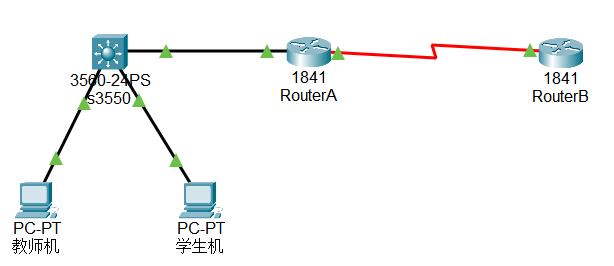 3560-24PS
s3550
1841
RouterA
1841
RouterB
PC-PT
教师机
PC-PT
学生机